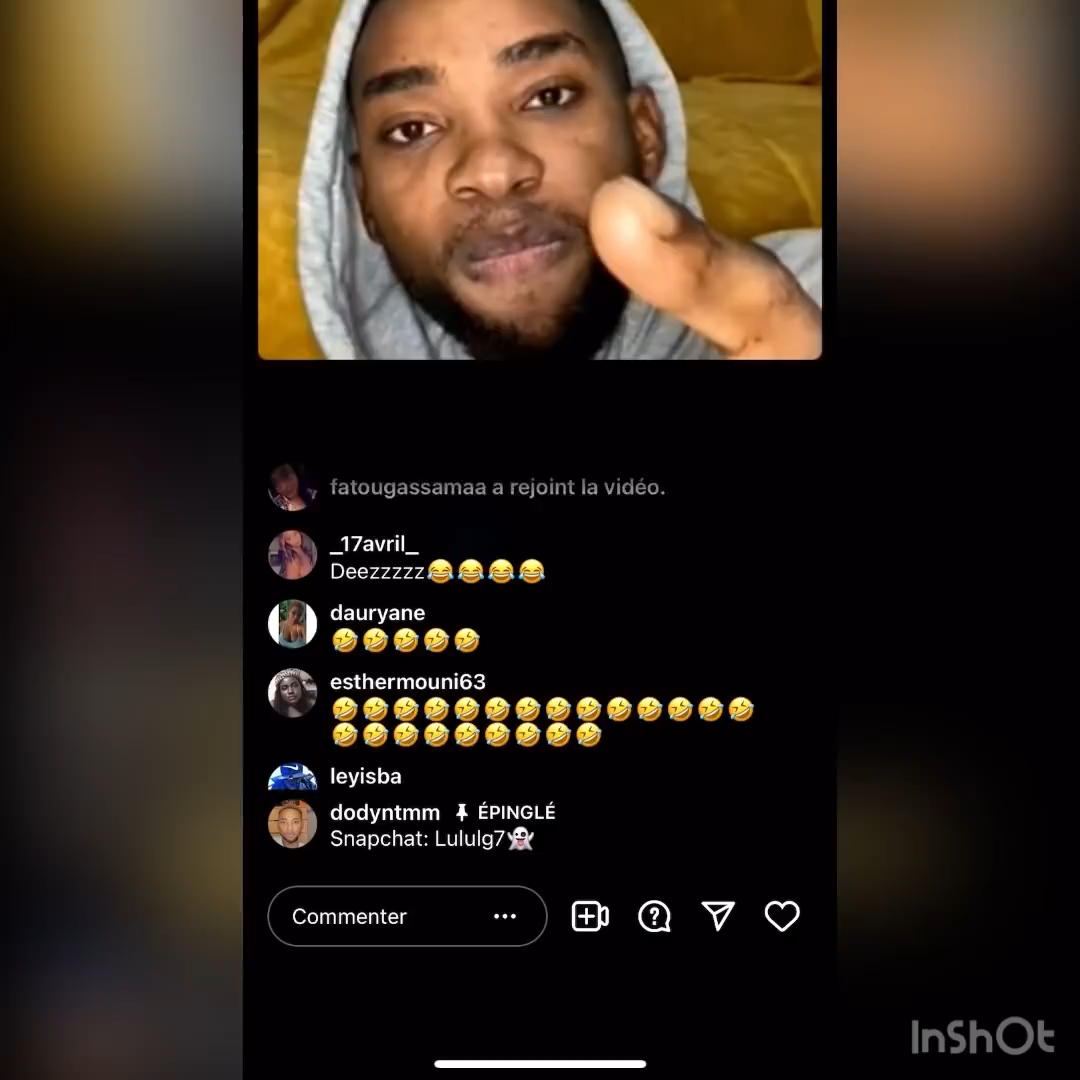 fatougassamaa a rejoint la vidéo.
_17avril_
Deezzzzz😂😂😂😂
dauryane
🤣🤣🤣🤣🤣
esthermouni63
🤣🤣🤣🤣🤣🤣🤣🤣🤣🤣🤣🤣🤣🤣
🤣🤣🤣🤣🤣🤣🤣🤣🤣
leyisba
dodyntmm ÉPINGLÉ
Snapchat: Lululg7👻
Commenter ...
InShOt